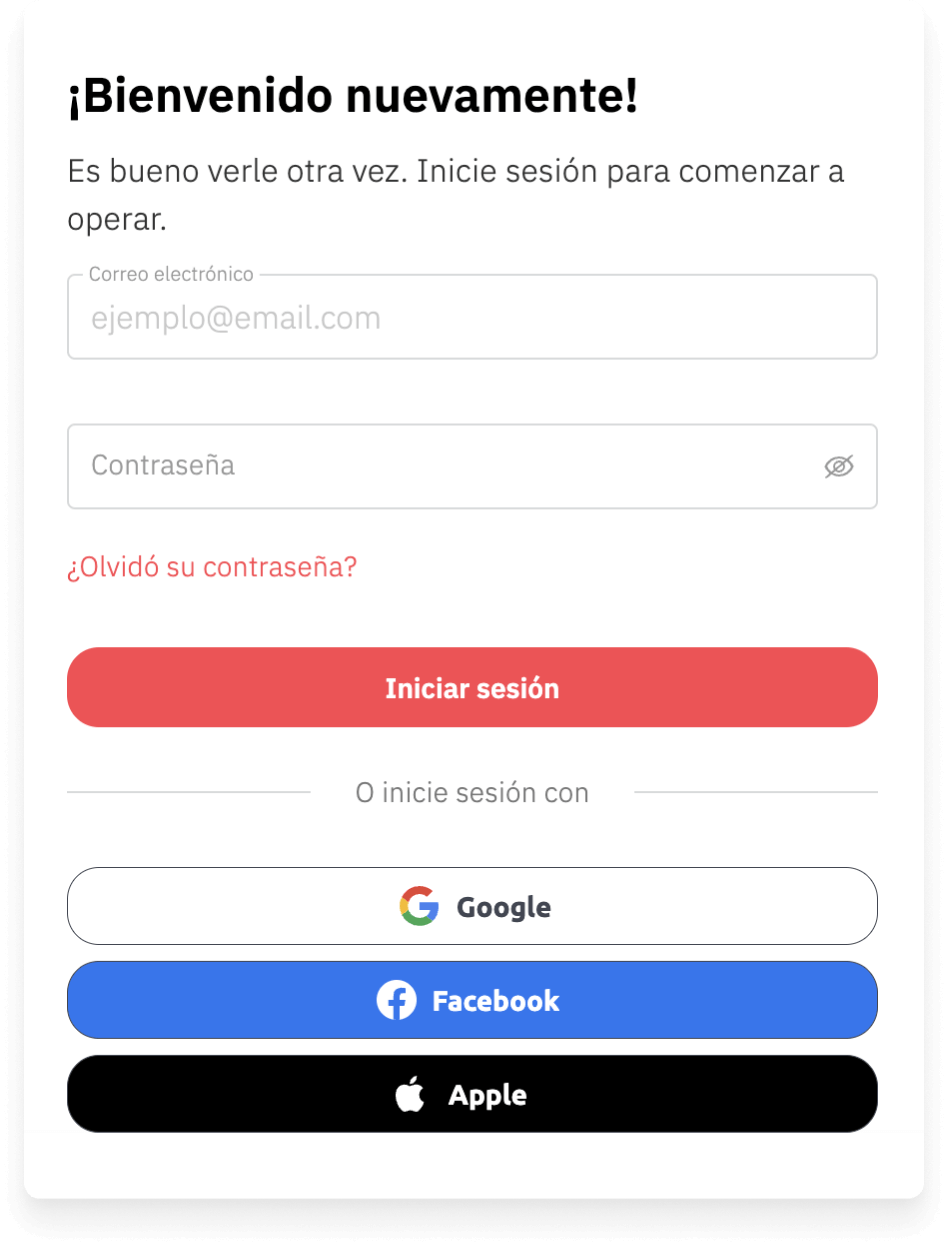 ¡Bienvenido nuevamente!
Es bueno verle otra vez. Inicie sesión para comenzar a
operar.
Correo electrónico
ejemplo@email.com
Contraseña
¿Olvidó su contraseña?
Iniciar sesión
O inicie sesión con
Google
Facebook
Apple